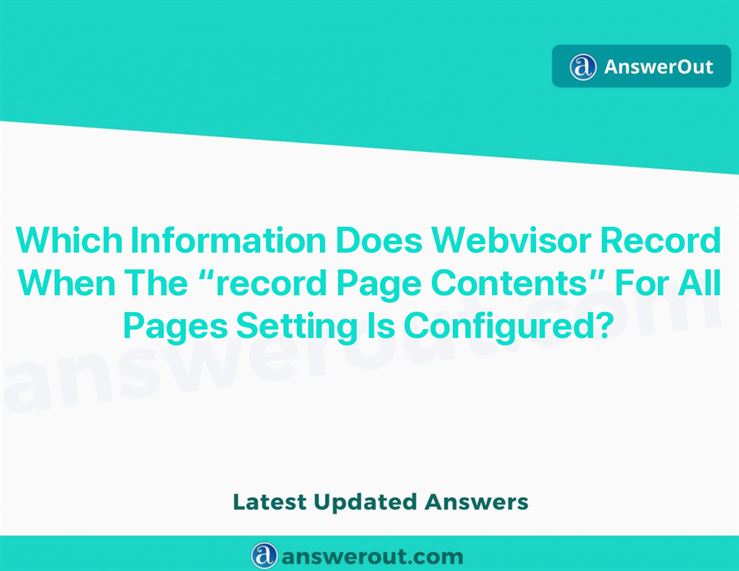 AnswerOut
Which Information Does Webvisor Record
When The “record Page Contents” For All
Pages Setting Is Configured?
answerout.com
Latest Updated Answers
answerout.com